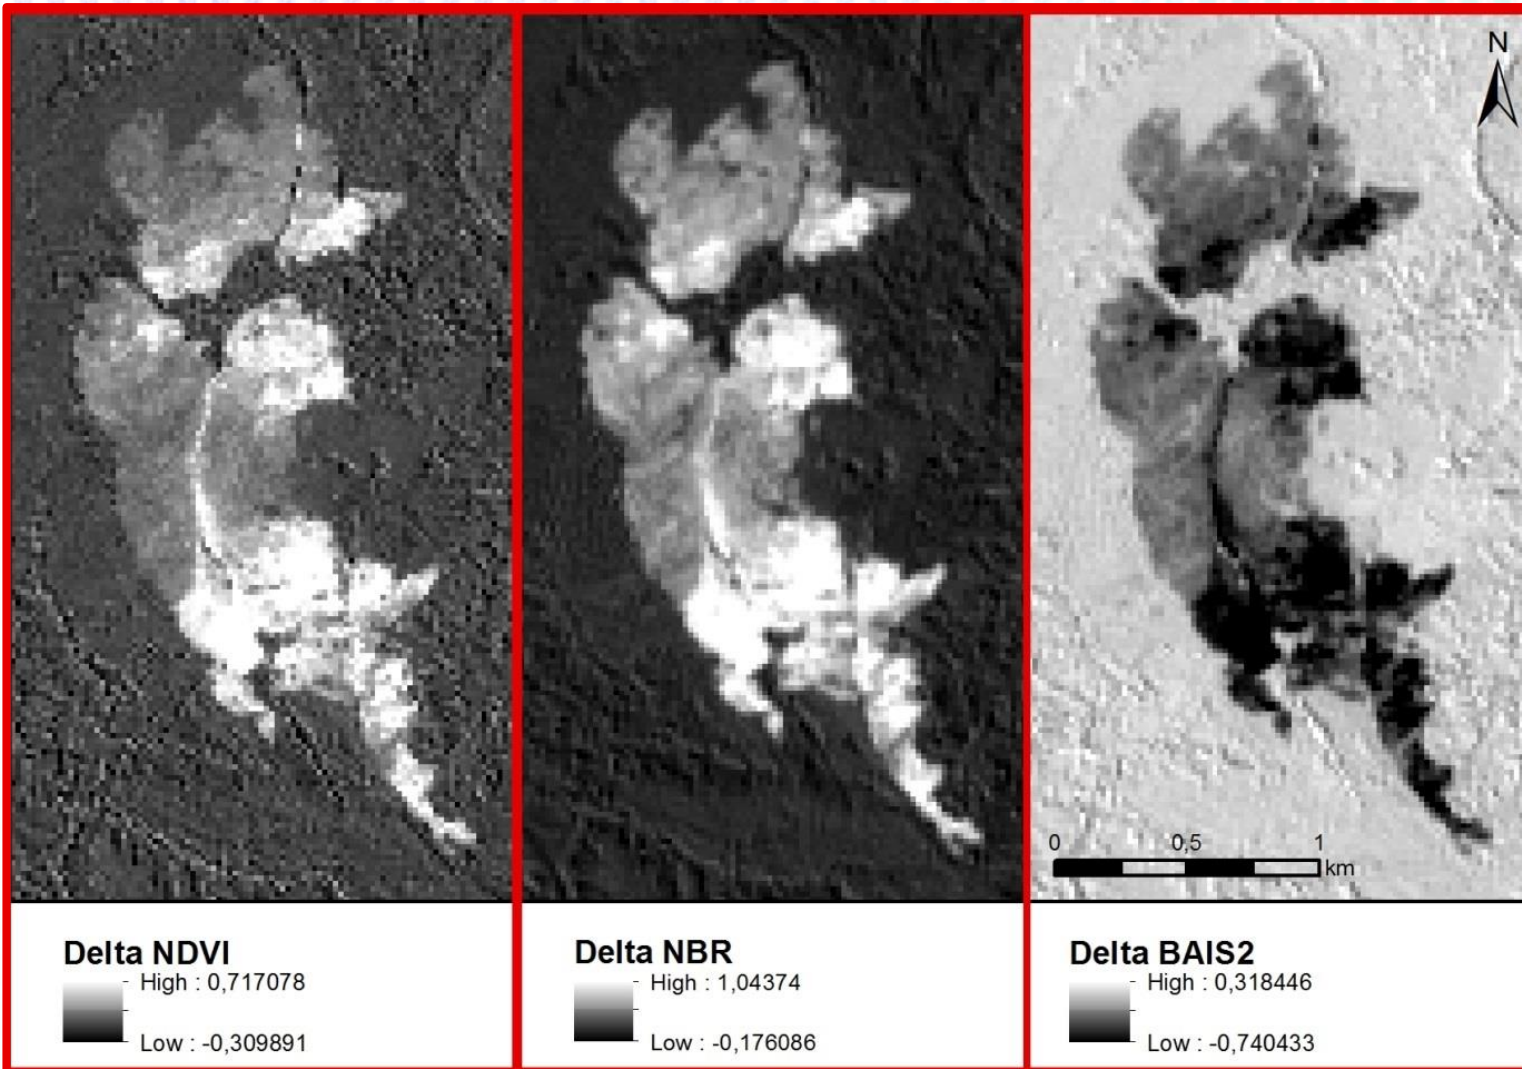 N
0 0,5 1
km
Delta NDVI
High : 0,717078
Low : -0,309891
Delta NBR
High : 1,04374
Low : -0,176086
Delta BAIS2
High : 0,318446
Low : -0,740433